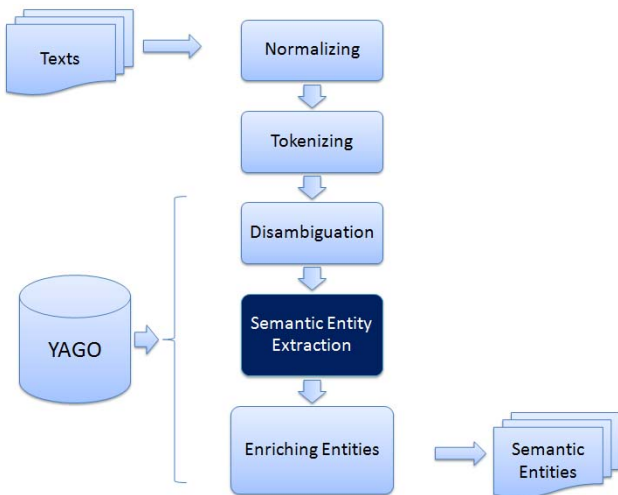 Texts
Normalizing
Tokenizing
Disambiguation
YAGO
Semantic Entity
Extraction
Enriching Entities
Semantic
Entities